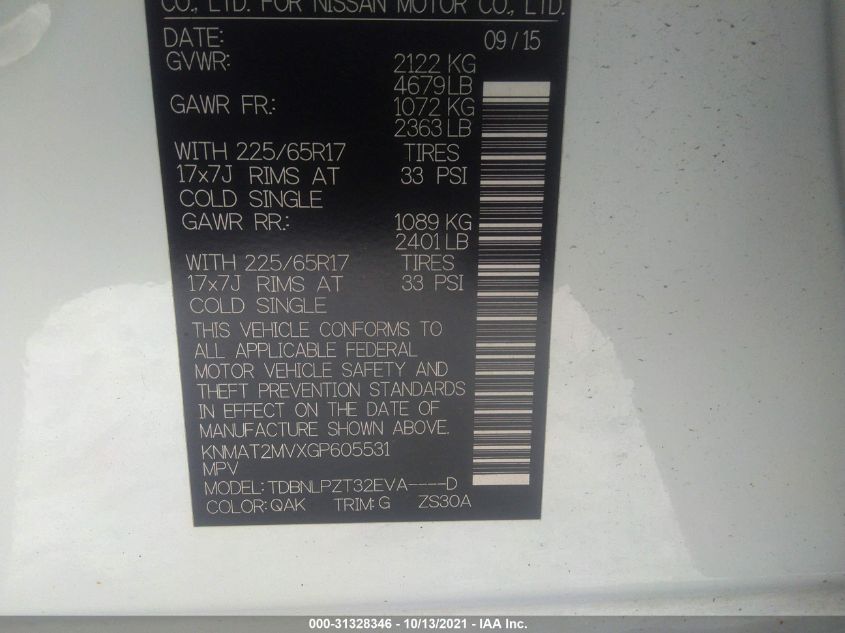 CO., LTD. FOR NISSAN MOTOR CO., LTD.
DATE: 09/15
GVWR: 2122 KG
4679LB
GAWR FR.: 1072 KG
2363LB
WITH 225/65R17 TIRES
17x7J RIMS AT 33 PSI
COLD SINGLE
GAWR RR.: 1089 KG
2401LB
WITH 225/65R17 TIRES
17x7J RIMS AT 33 PSI
COLD SINGLE
THIS VEHICLE CONFORMS TO
ALL APPLICABLE FEDERAL
MOTOR VEHICLE SAFETY AND
THEFT PREVENTION STANDARDS
IN EFFECT ON THE DATE OF
MANUFACTURE SHOWN ABOVE.
KNMAT2MVXGP605531
MPV
MODEL: TDBNLPZT32EVA----D
COLOR: QAK TRIM: G ZS30A
000-31328346 - 10/13/2021 - IAA Inc.